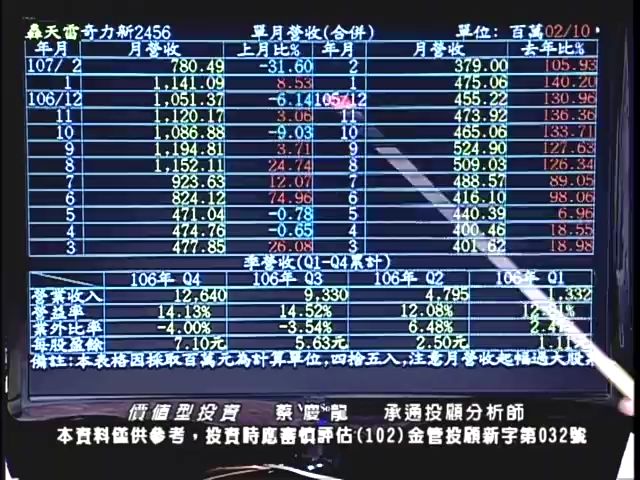 轟天雷奇力新2456 單月營收(合併) 單位: 百萬02/10
年月 月營收 上月比% 年月 月營收 去年比%
107/ 2 780.49 -31.60 2 379.00 105.93
1 1,141.09 8.53 1 475.06 140.20
106/12 1,051.37 -6.14 105/12 455.22 130.96
11 1,120.17 3.06 11 473.92 136.36
10 1,086.88 -9.03 10 465.06 133.71
9 1,194.81 3.71 9 524.90 127.63
8 1,152.11 24.74 8 509.03 126.34
7 923.63 12.07 7 488.57 89.05
6 824.12 74.96 6 416.10 98.06
5 471.04 -0.78 5 440.39 6.96
4 474.76 -0.65 4 400.46 18.55
3 477.85 26.08 3 401.62 18.98
季營收(Q1-Q4累計)
106年 Q4 106年 Q3 106年 Q2 106年 Q1
營業收入 12,640 9,330 4,795 1,332
營益率 14.13% 14.52% 12.08%
業外比率 -4.00% -3.54% 6.48%
每股盈餘 7.10元 5.63元 2.50元 1.11元
備註:本表格因採取百萬元為計算單位,四捨五入,注意月營收起幅過大股票
價值型投資 蔡慶龍 承通投顧分析師
本資料僅供參考，投資時應審慎評估(102)金管投顧新字第032號